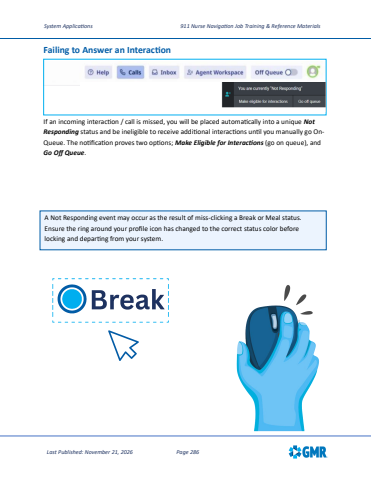 System Applications 911 Nurse Navigation Job Training & Reference Materials
Failing to Answer an Interaction
Help Calls Inbox Agent Workspace Off Queue
You are currently "Not Responding"
Make eligible for interactions Go off queue
If an incoming interaction / call is missed, you will be placed automatically into a unique Not
Responding status and be ineligible to receive additional interactions until you manually go On-
Queue. The notification proves two options; Make Eligible for Interactions (go on queue), and
Go Off Queue.
A Not Responding event may occur as the result of miss-clicking a Break or Meal status.
Ensure the ring around your profile icon has changed to the correct status color before
locking and departing from your system.
Break
Last Published: November 21, 2026 Page 286
GMR